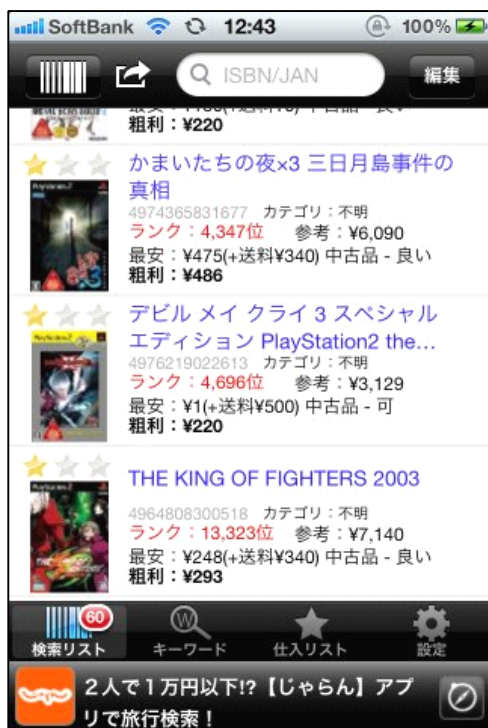 SoftBank 12:43 100%
ISBN/JAN
編集
粗利：¥220
かまいたちの夜×3 三日月島事件の
真相
4974365831677 カテゴリ：不明
ランク：4,347位 参考：¥6,090
最安：¥475(+送料¥340) 中古品 - 良い
粗利：¥486
デビル メイ クライ 3 スペシャル
エディション PlayStation2 the...
4976219022613 カテゴリ：不明
ランク：4,696位 参考：¥3,129
最安：¥1(+送料¥500) 中古品 - 可
粗利：¥220
THE KING OF FIGHTERS 2003
4964808300518 カテゴリ：不明
ランク：13,323位 参考：¥7,140
最安：¥248(+送料¥340) 中古品 - 良い
粗利：¥293
60
検索リスト キーワード 仕入リスト 設定
2人で1万円以下!?【じゃらん】アプ
リで旅行検索！